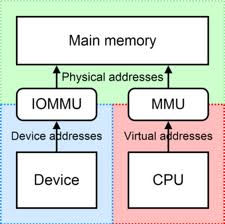 Main memory
Physical addresses
IOMMU
MMU
Device addresses
Virtual addresses
Device
CPU